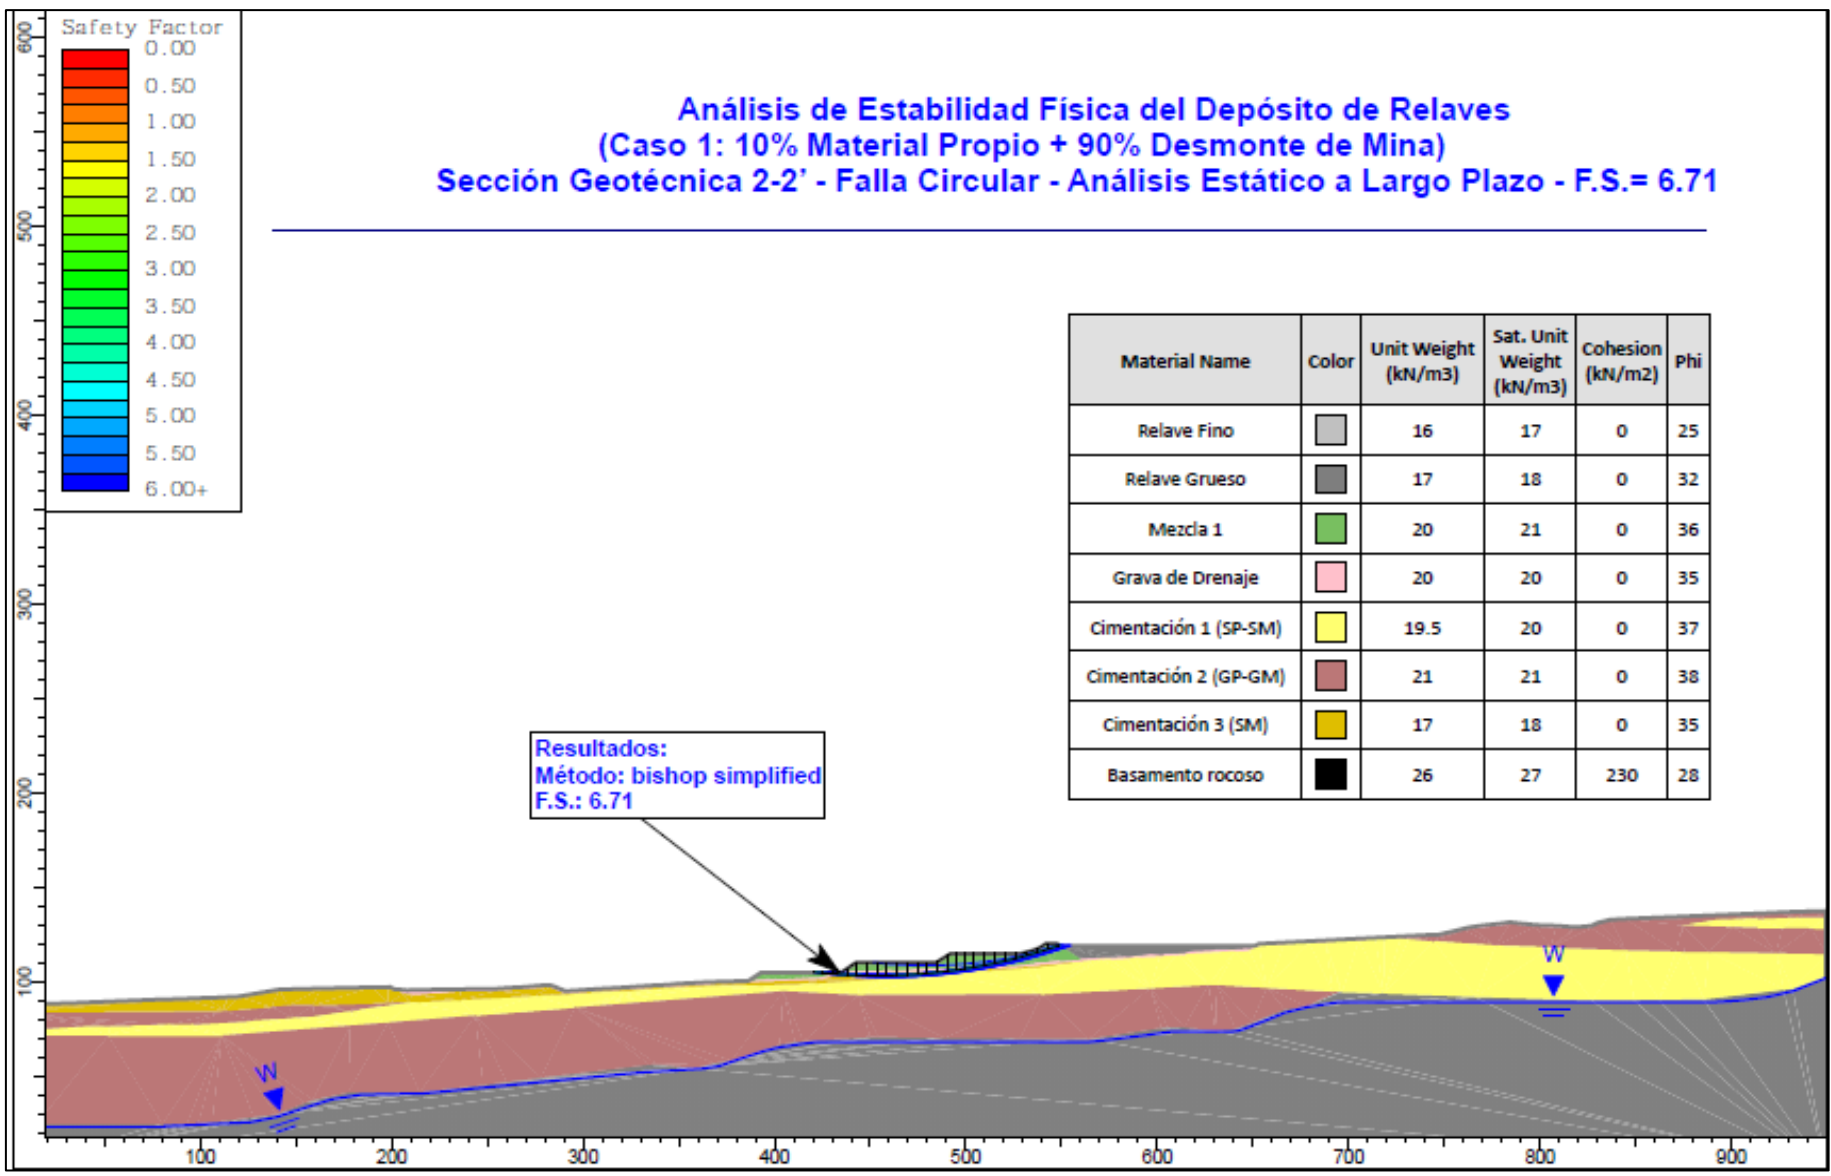 Safety Factor
0.00
0.50
1.00
1.50
2.00
2.50
3.00
3.50
4.00
4.50
5.00
5.50
6.00+
Análisis de Estabilidad Física del Depósito de Relaves
(Caso 1: 10% Material Propio + 90% Desmonte de Mina)
Sección Geotécnica 2-2’ - Falla Circular - Análisis Estático a Largo Plazo - F.S.= 6.71
Material Name Color Unit Weight (kN/m3) Sat. Unit Weight (kN/m3) Cohesion (kN/m2) Phi
Relave Fino 16 17 0 25
Relave Grueso 17 18 0 32
Mezcla 1 20 21 0 36
Grava de Drenaje 20 20 0 35
Cimentación 1 (SP-SM) 19.5 20 0 37
Cimentación 2 (GP-GM) 21 21 0 38
Cimentación 3 (SM) 17 18 0 35
Basamento rocoso 26 27 230 28
Resultados:
Método: bishop simplified
F.S.: 6.71
W
W
600
500
400
300
200
100
100 200 300 400 500 600 700 800 900